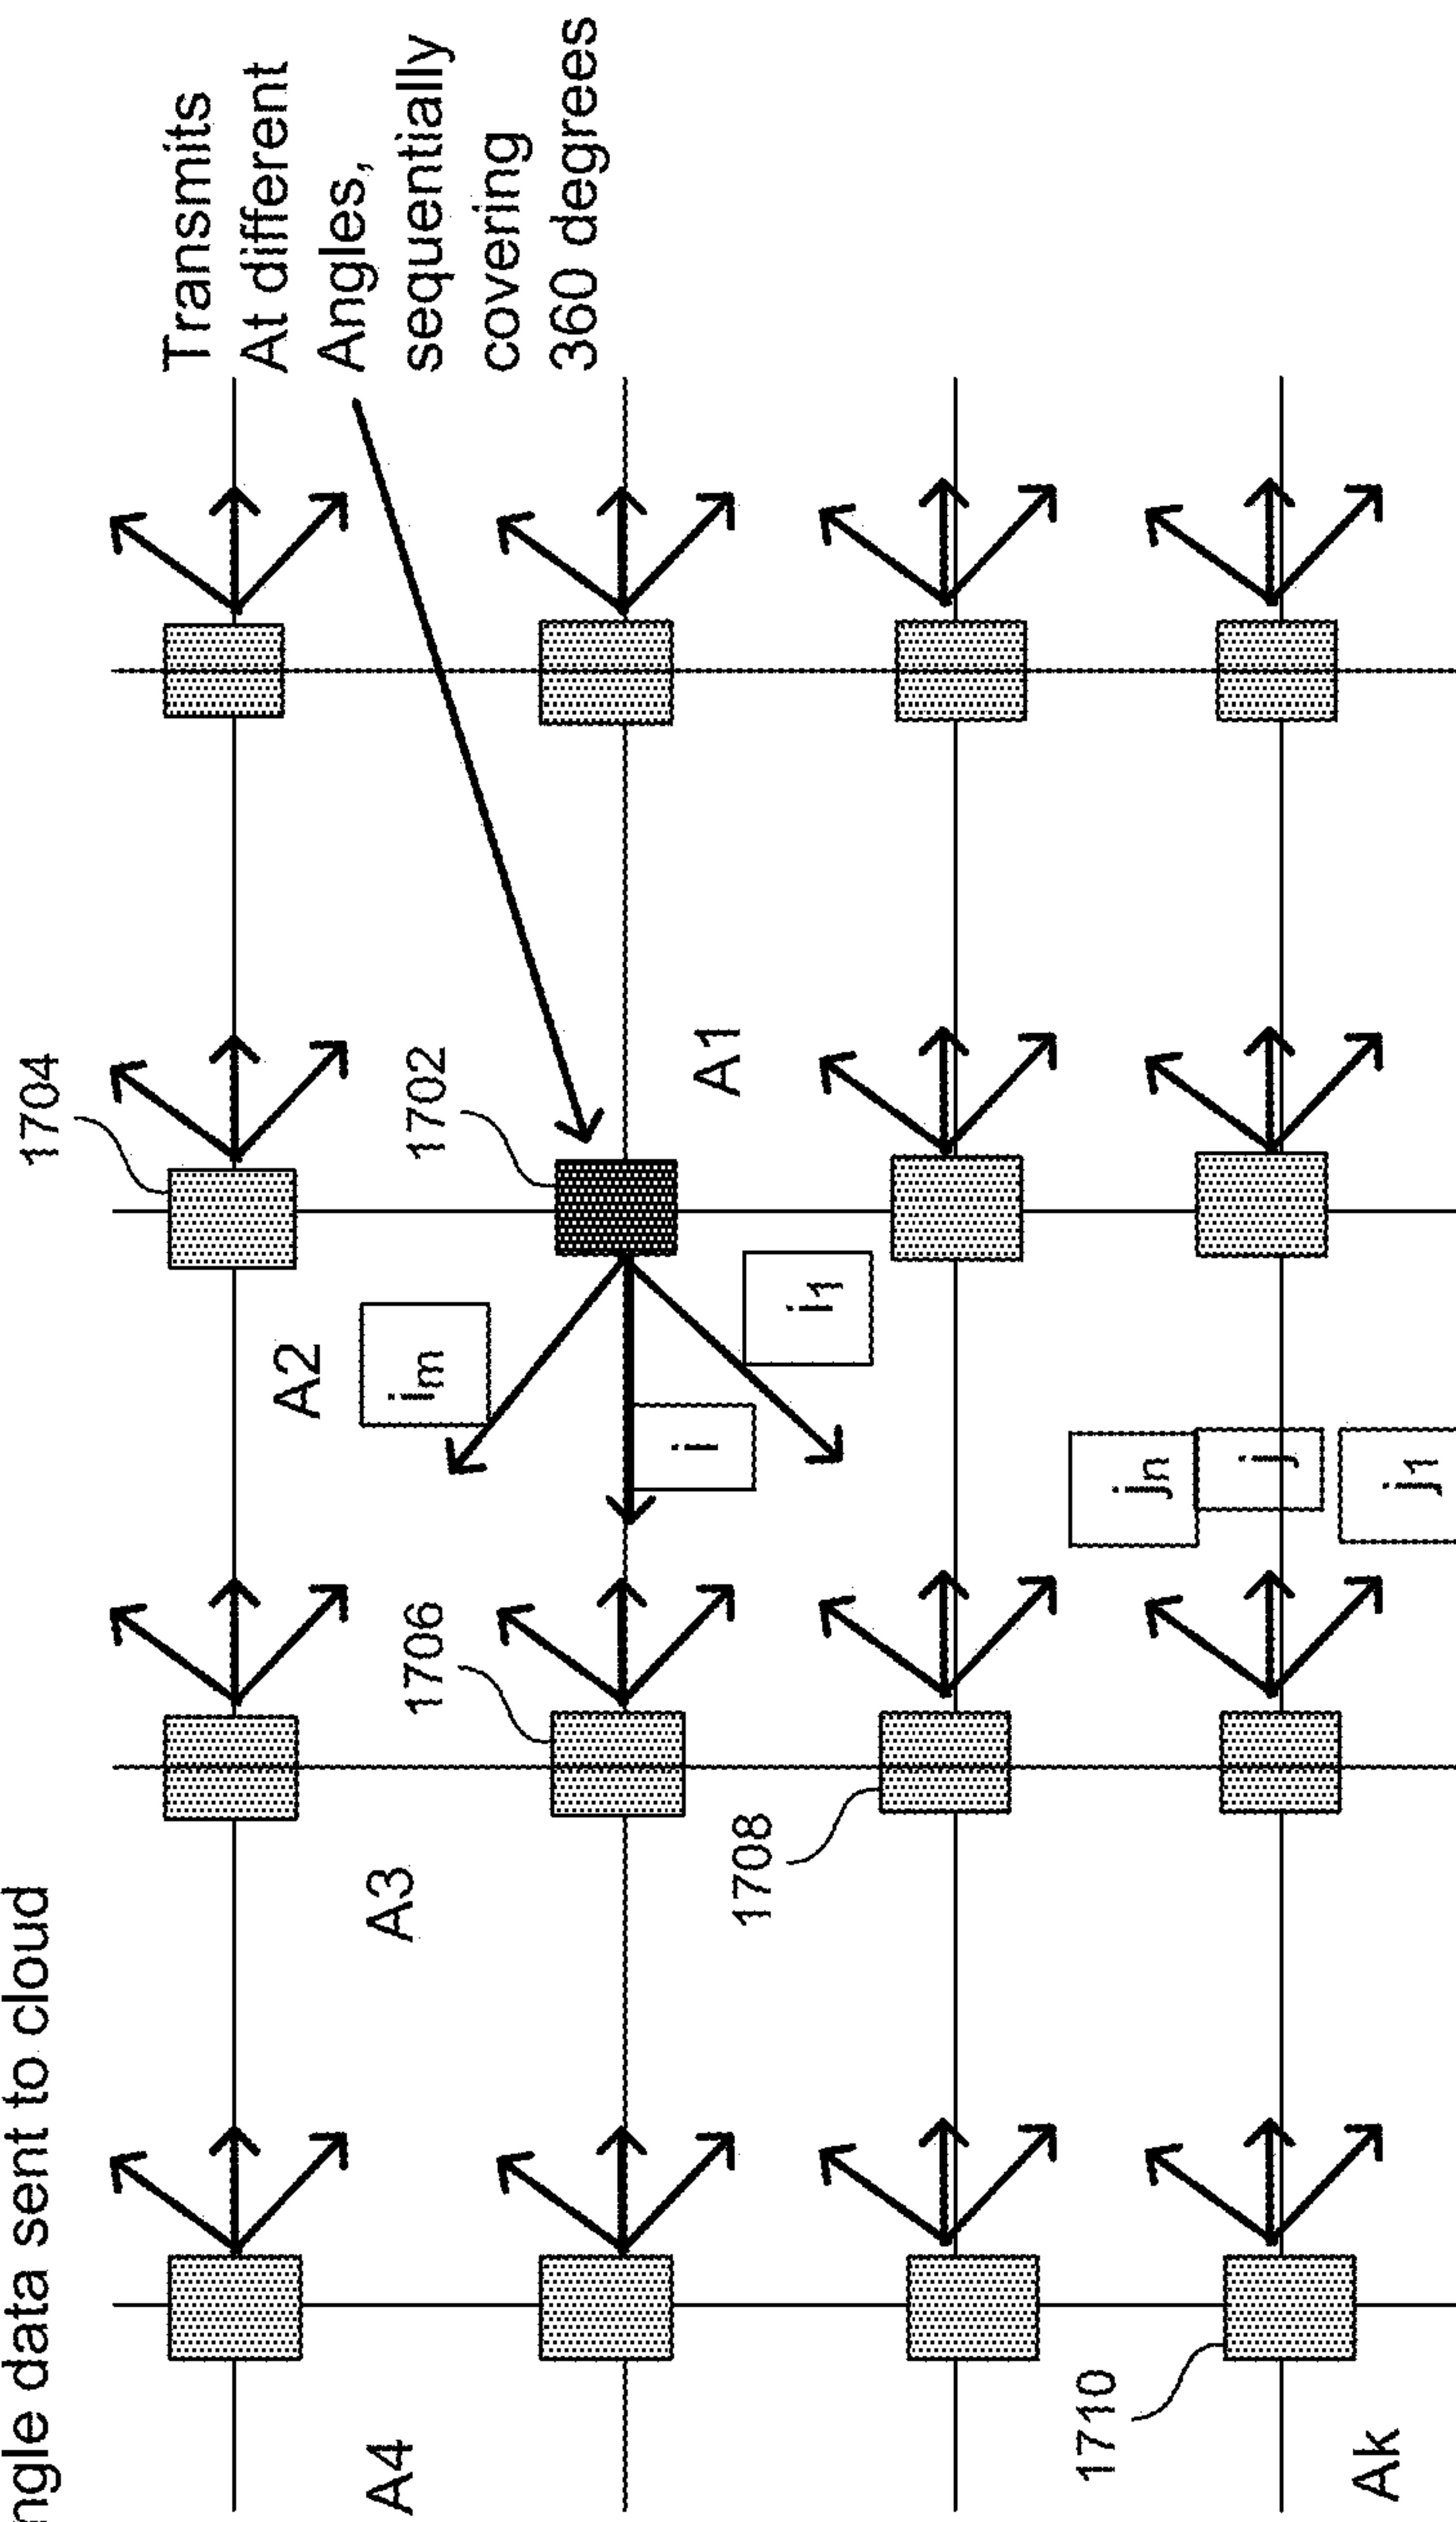 ngle data sent to cloud
1704
Transmits
At different
Angles,
sequentially
covering
360 degrees
A2
A4
A3
im
1706
1702
i
A1
1708
i1
1710
jn
j
Ak
j1